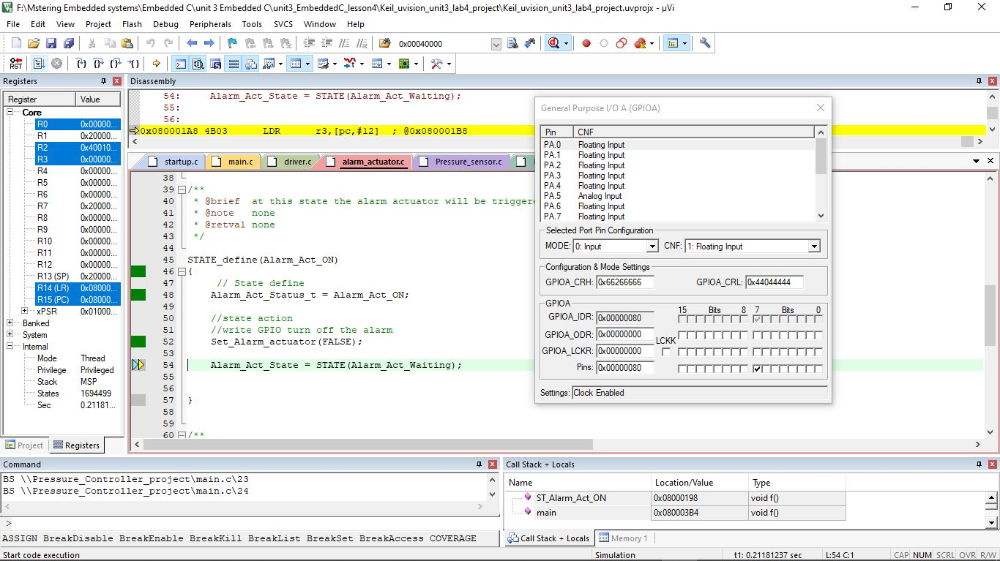 F:\Mstering Embedded systems\Embedded C\unit 3 Embedded C\unit3_EmbeddedC_lesson4\Keil_uvision_unit3_lab4_project\Keil_uvision_unit3_lab4_project.uvprojx - µVi
File Edit View Project Flash Debug Peripherals Tools SVCS Window Help
0x00040000
RST
Registers
Register Value
Core
R0 0x00000...
R1 0x20000...
R2 0x40010...
R3 0x00000...
R4 0x00000...
R5 0x00000...
R6 0x00000...
R7 0x20000...
R8 0x00000...
R9 0x00000...
R10 0x00000...
R11 0x00000...
R12 0x00000...
R13 (SP) 0x20000...
R14 (LR) 0x08000...
R15 (PC) 0x08000...
xPSR 0x01000...
Banked
System
Internal
Mode Thread
Privilege Privileged
Stack MSP
States 1694499
Sec 0.21181...
Project Registers
Disassembly
54: Alarm_Act_State = STATE(Alarm_Act_Waiting);
55:
56:
0x080001A8 4B03 LDR r3,[pc,#12] ; @0x080001B8
startup.c main.c driver.c alarm_actuator.c Pressure_sensor.c
38
39 /**
40 * @brief at this state the alarm actuator will be triggere
41 * @note none
42 * @retval none
43 */
44
45 STATE_define(Alarm_Act_ON)
46 {
47 // State define
48 Alarm_Act_Status_t = Alarm_Act_ON;
49
50 //state action
51 //write GPIO turn off the alarm
52 Set_Alarm_actuator(FALSE);
53
54 Alarm_Act_State = STATE(Alarm_Act_Waiting);
55
56
57 }
58
59
60 /**
General Purpose I/O A (GPIOA)
Pin CNF
PA.0 Floating Input
PA.1 Floating Input
PA.2 Floating Input
PA.3 Floating Input
PA.4 Floating Input
PA.5 Analog Input
PA.6 Floating Input
PA.7 Floating Input
Selected Port Pin Configuration
MODE: 0: Input CNF: 1: Floating Input
Configuration & Mode Settings
GPIOA_CRH: 0x66266666 GPIOA_CRL: 0x44044444
GPIOA
15 Bits 8 7 Bits 0
GPIOA_IDR: 0x00000080
GPIOA_ODR: 0x00000000
LCKK
GPIOA_LCKR: 0x00000000
Pins: 0x00000080
Settings: Clock Enabled
Command
BS \\Pressure_Controller_project\main.c\23
BS \\Pressure_Controller_project\main.c\24
>
ASSIGN BreakDisable BreakEnable BreakKill BreakList BreakSet BreakAccess COVERAGE
Call Stack + Locals
Name Location/Value Type
ST_Alarm_Act_ON 0x08000198 void f()
main 0x080003B4 void f()
Call Stack + Locals Memory 1
Start code execution Simulation t1: 0.21181237 sec L:54 C:1 CAP NUM SCRL OVR R/W